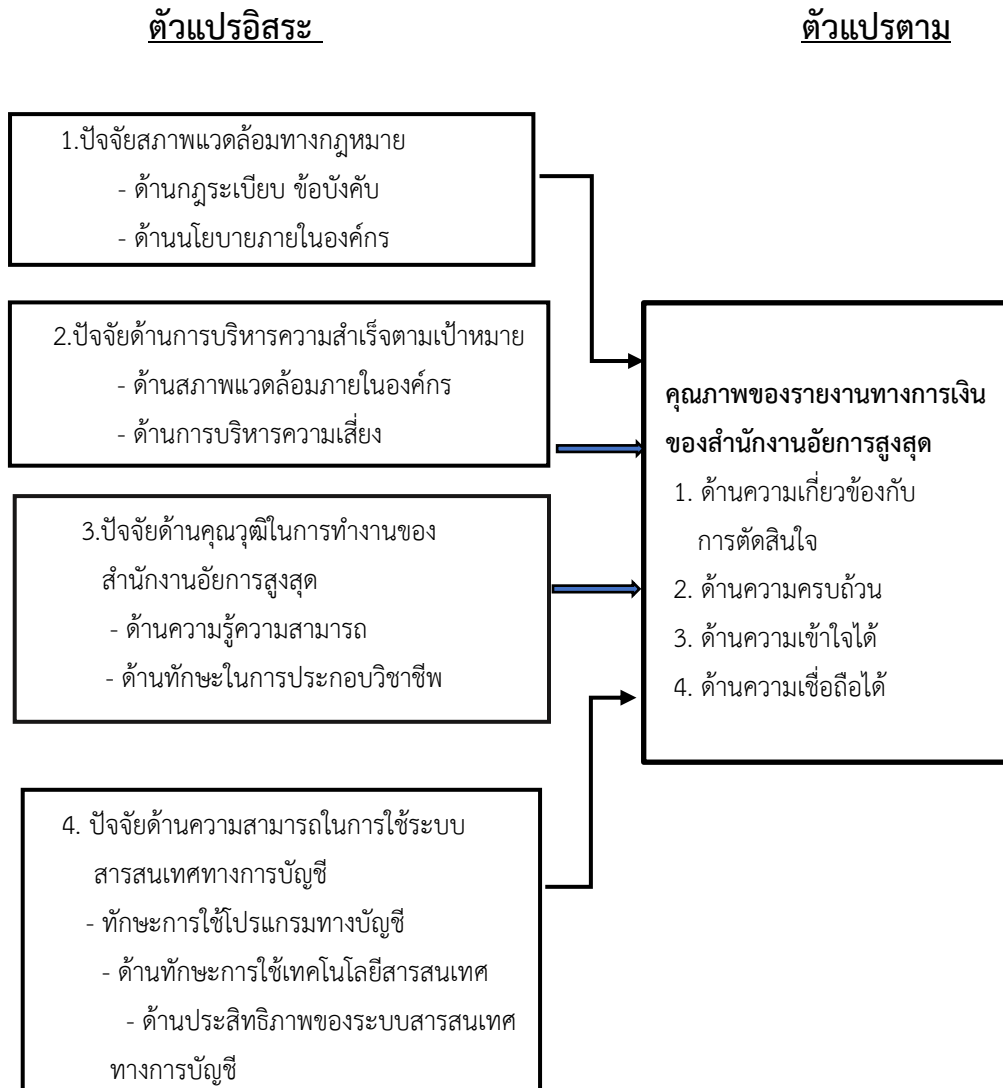 ตัวแปรอิสระ
ตัวแปรตาม
1.ปัจจัยสภาพแวดล้อมทางกฎหมาย
- ด้านกฎระเบียบ ข้อบังคับ
- ด้านนโยบายภายในองค์กร
2.ปัจจัยด้านการบริหารความสำเร็จตามเป้าหมาย
- ด้านสภาพแวดล้อมภายในองค์กร
- ด้านการบริหารความเสี่ยง
3.ปัจจัยด้านคุณวุฒิในการทำงานของ
สำนักงานอัยการสูงสุด
- ด้านความรู้ความสามารถ
- ด้านทักษะในการประกอบวิชาชีพ
4. ปัจจัยด้านความสามารถในการใช้ระบบ
สารสนเทศทางการบัญชี
- ทักษะการใช้โปรแกรมทางบัญชี
- ด้านทักษะการใช้เทคโนโลยีสารสนเทศ
- ด้านประสิทธิภาพของระบบสารสนเทศ
ทางการบัญชี
คุณภาพของรายงานทางการเงิน
ของสำนักงานอัยการสูงสุด
1. ด้านความเกี่ยวข้องกับ
การตัดสินใจ
2. ด้านความครบถ้วน
3. ด้านความเข้าใจได้
4. ด้านความเชื่อถือได้